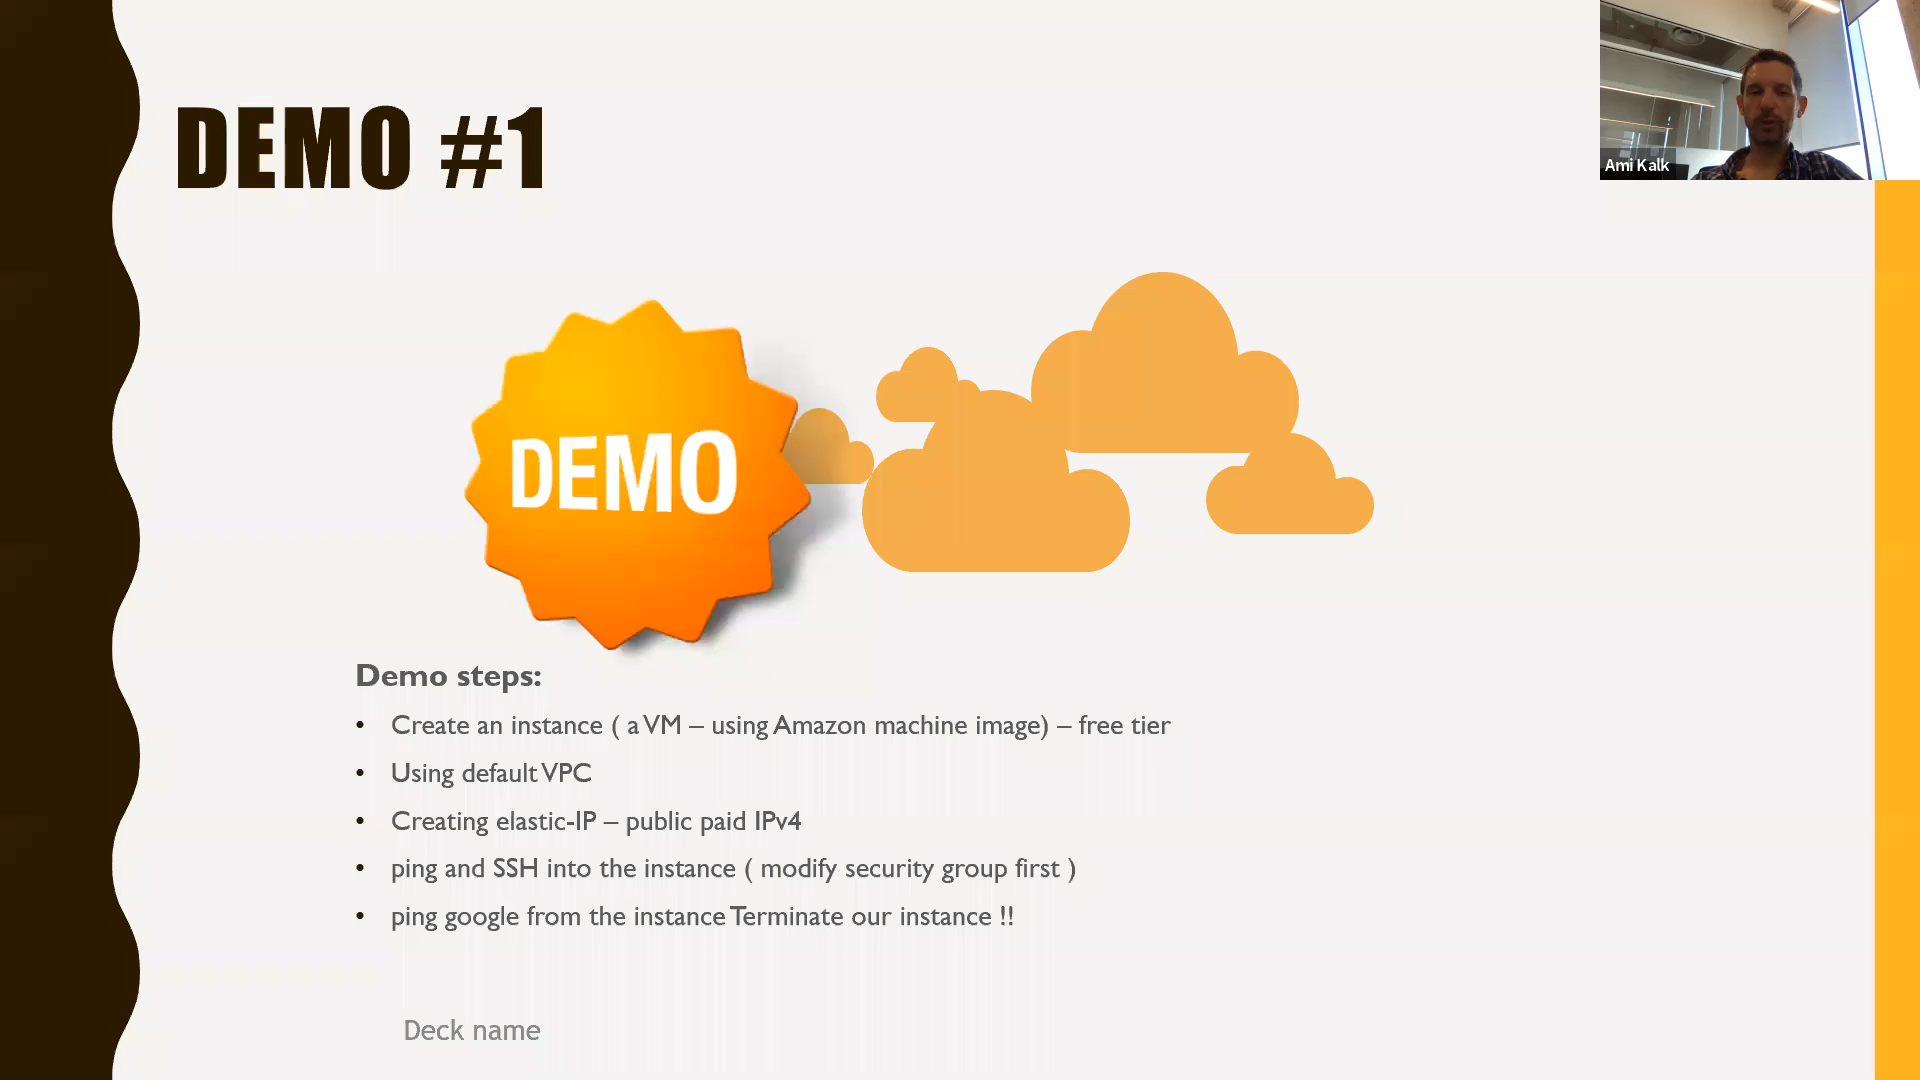 DEMO #1
Ami Kalk
DEMO
Demo steps:
• Create an instance ( a VM – using Amazon machine image) – free tier
• Using default VPC
• Creating elastic-IP – public paid IPv4
• ping and SSH into the instance ( modify security group first )
• ping google from the instance Terminate our instance !!
Deck name